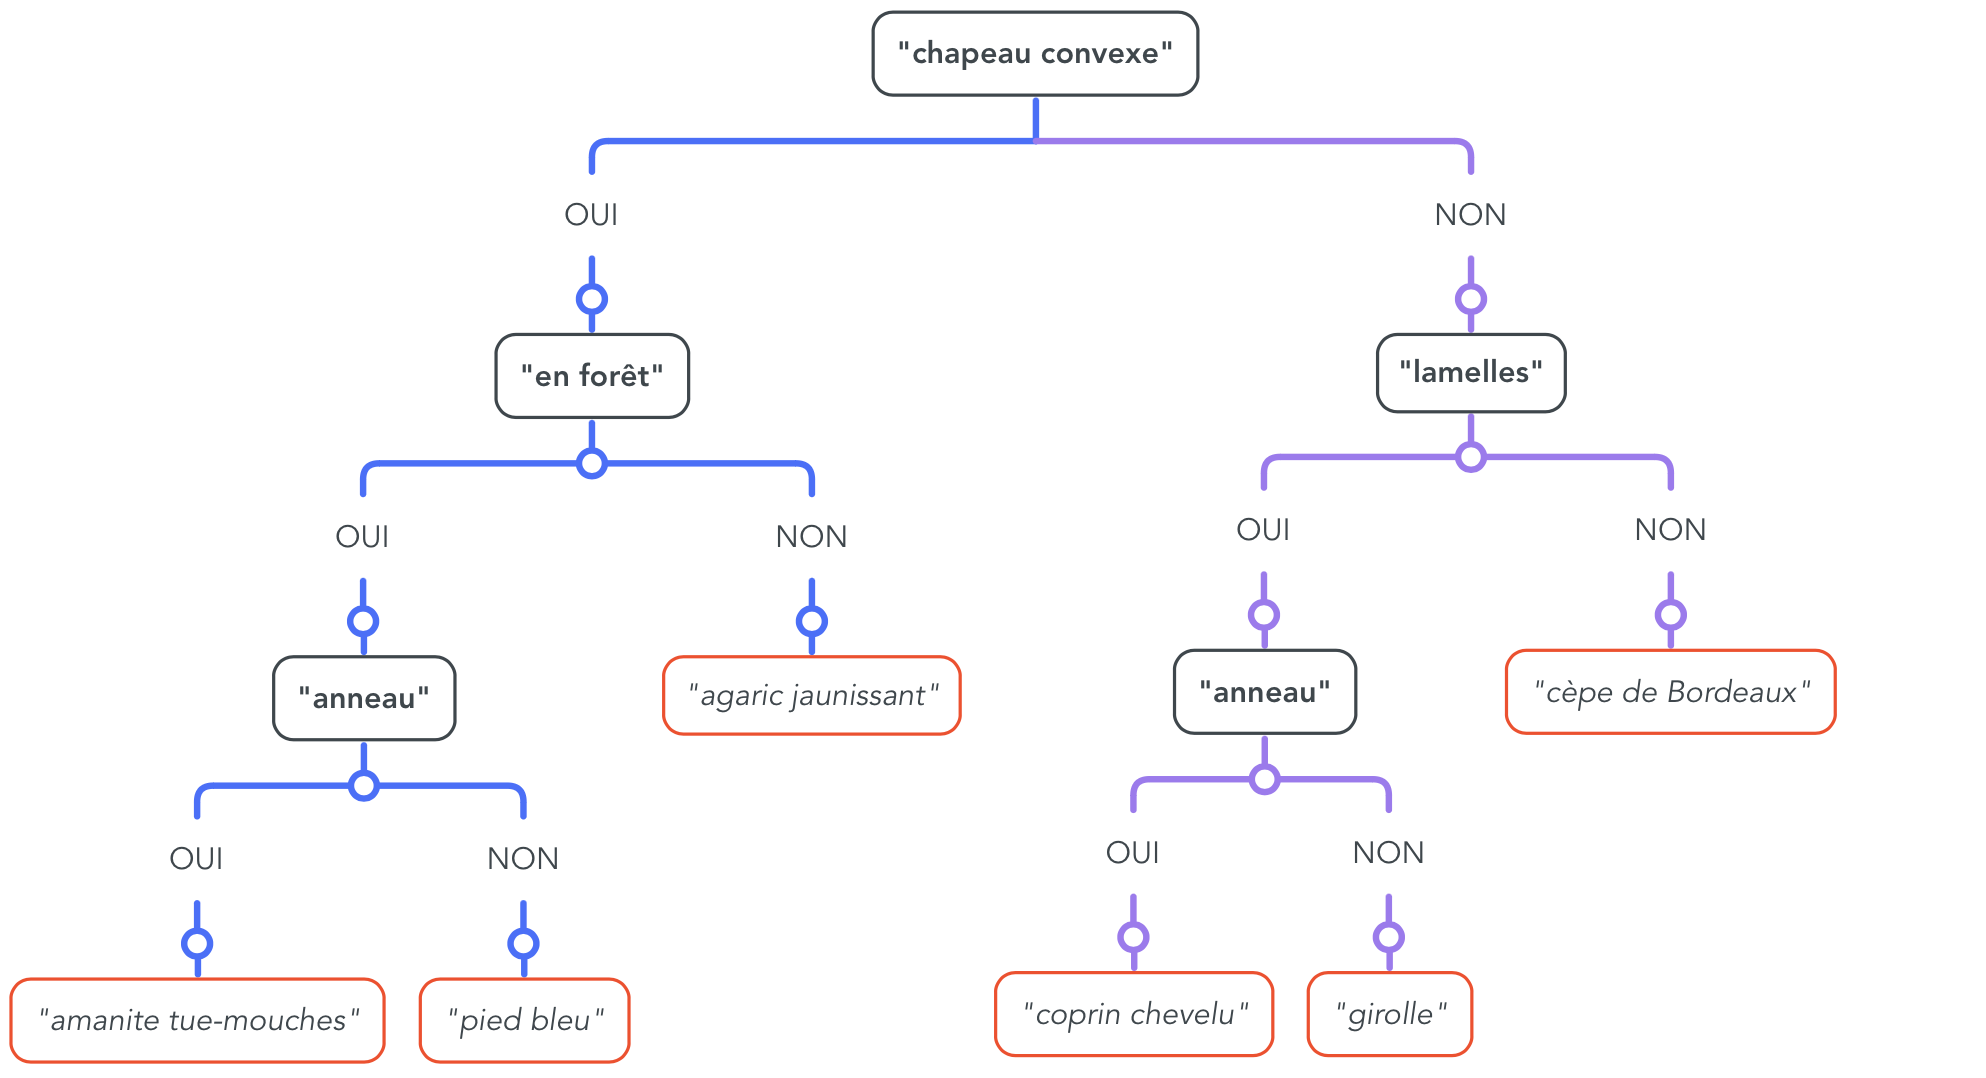 "chapeau convexe"
OUI
NON
"en forêt"
"lamelles"
OUI
NON
OUI
NON
"anneau"
"agaric jaunissant"
"anneau"
"cèpe de Bordeaux"
OUI
NON
OUI
NON
"amanite tue-mouches"
"pied bleu"
"coprin chevelu"
"girolle"